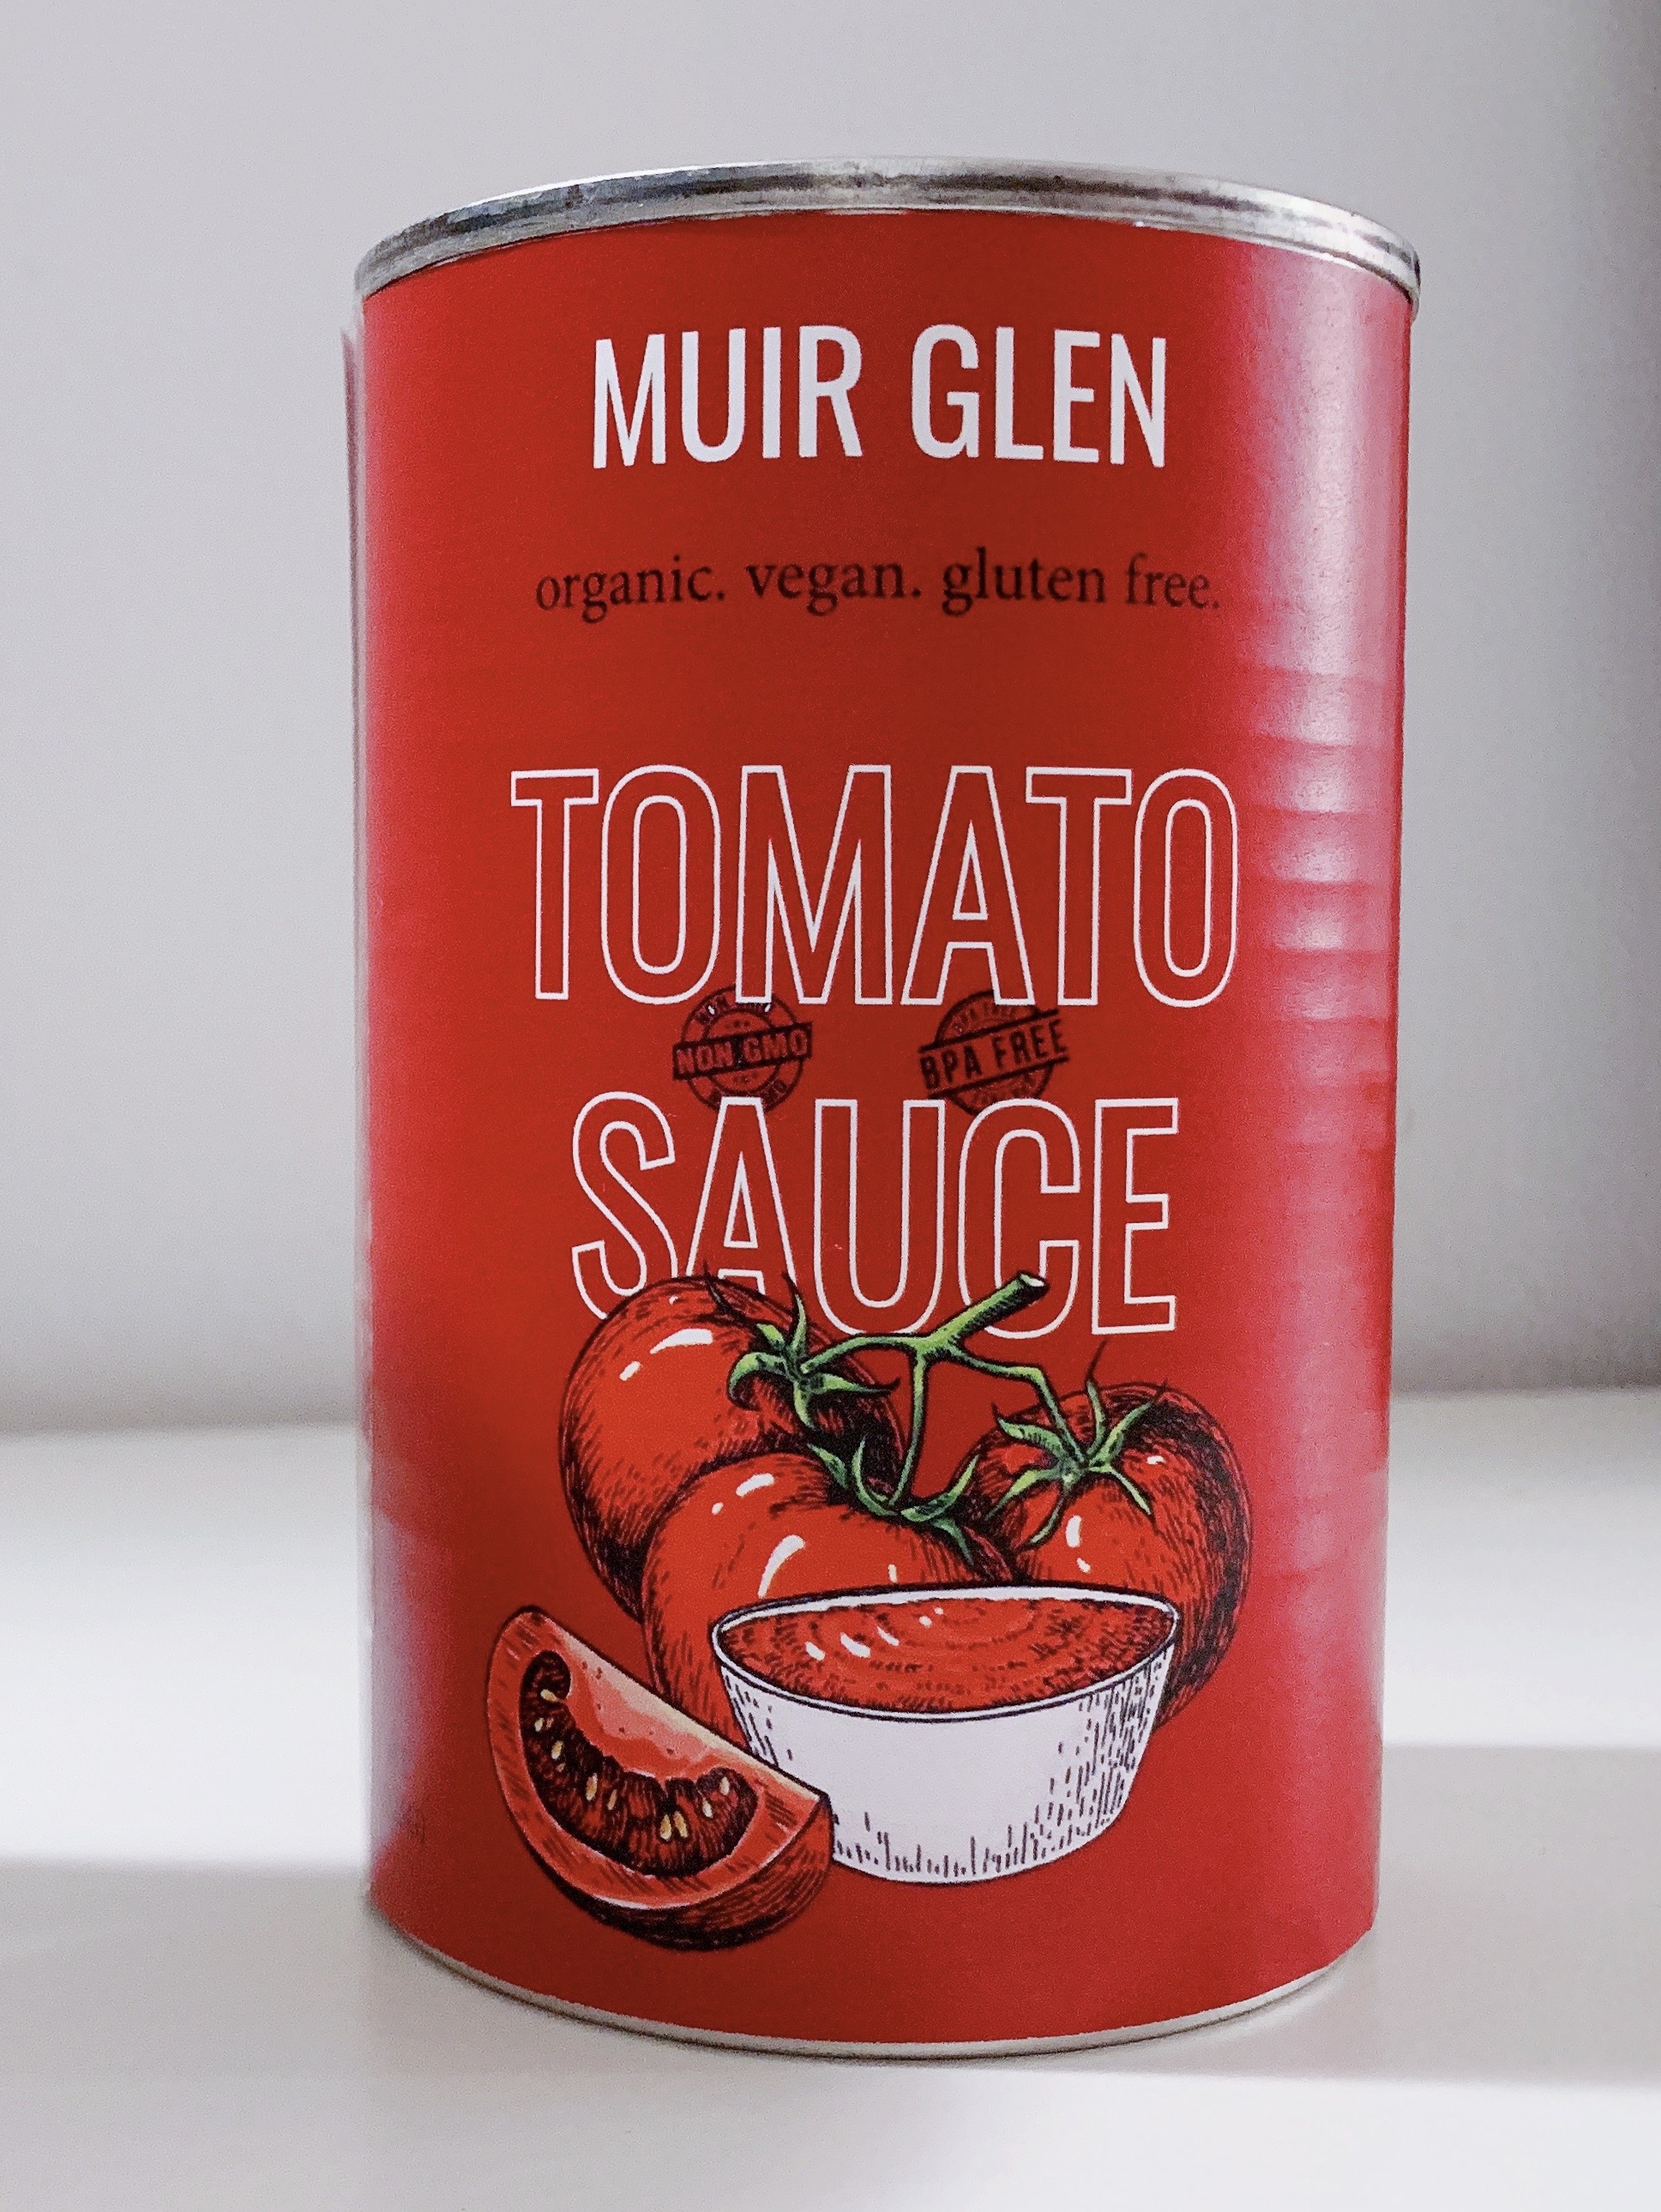 MUIR GLEN
organic. vegan. gluten free.
TOMATO
NON GMO
BPA FREE
SAUCE